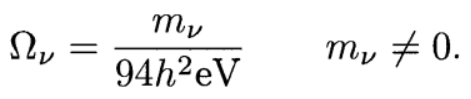 Ω_ν = m_ν / 94h²eV    m_ν ≠ 0.